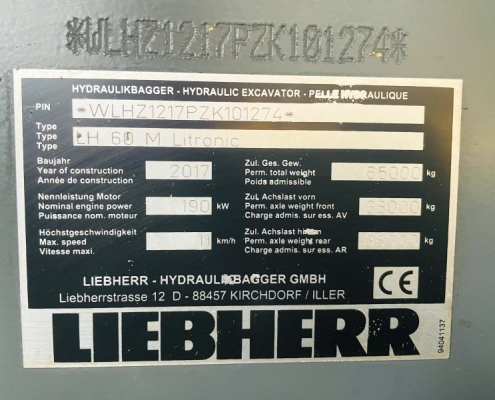 *WLHZ1217PZK101274*
HYDRAULIKBAGGER - HYDRAULIC EXCAVATOR - PELLE HYDRAULIQUE
PIN *WLHZ1217PZK101274*
Type
Type LH 60 M Litronic
Type
Baujahr
Year of construction 2017
Année de construction
Zul. Ges. Gew.
Perm. total weight 65000 kg
Poids admissible
Nennleistung Motor
Nominal engine power 190 kW
Puissance nom. moteur
Zul. Achslast vorn
Perm. axle weight front kg
Charge admis. sur ess. AV
Höchstgeschwindigkeit
Max. speed km/h
Vitesse maxi.
Zul. Achslast hinten
Perm. axle weight rear kg
Charge admis. sur ess. AR
LIEBHERR - HYDRAULIKBAGGER GMBH
Liebherrstrasse 12 D - 88457 KIRCHDORF / ILLER
CE
LIEBHERR
94041137